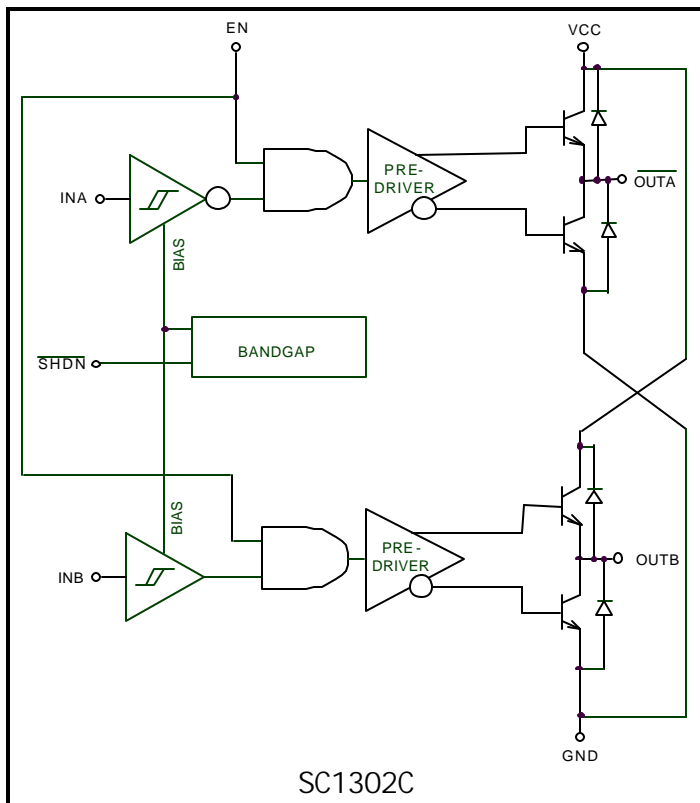 EN
VCC
PRE-
DRIVER
INA
OUTA
BIAS
BANDGAP
SHDN
BIAS
PRE-
DRIVER
OUTB
INB
GND
SC1302C